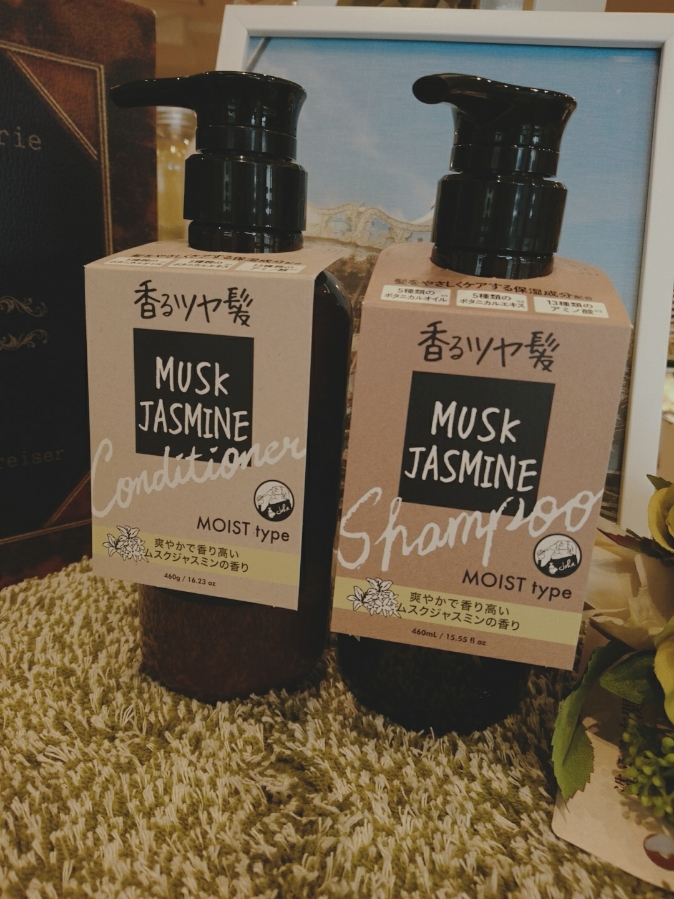 rie
reiser
香るツヤ髪
MUSK
JASMINE
Conditioner
MOIST type
爽やかで香り高い
ムスクジャスミンの香り
460g / 16.23 oz
髪をやさしくケアする保湿成分配合
5種類の
ボタニカルオイル
5種類の
ボタニカルエキス
13種類の
アミノ酸
香るツヤ髪
MUSK
JASMINE
Shampoo
MOIST type
爽やかで香り高い
ムスクジャスミンの香り
460mL / 15.55 fl oz